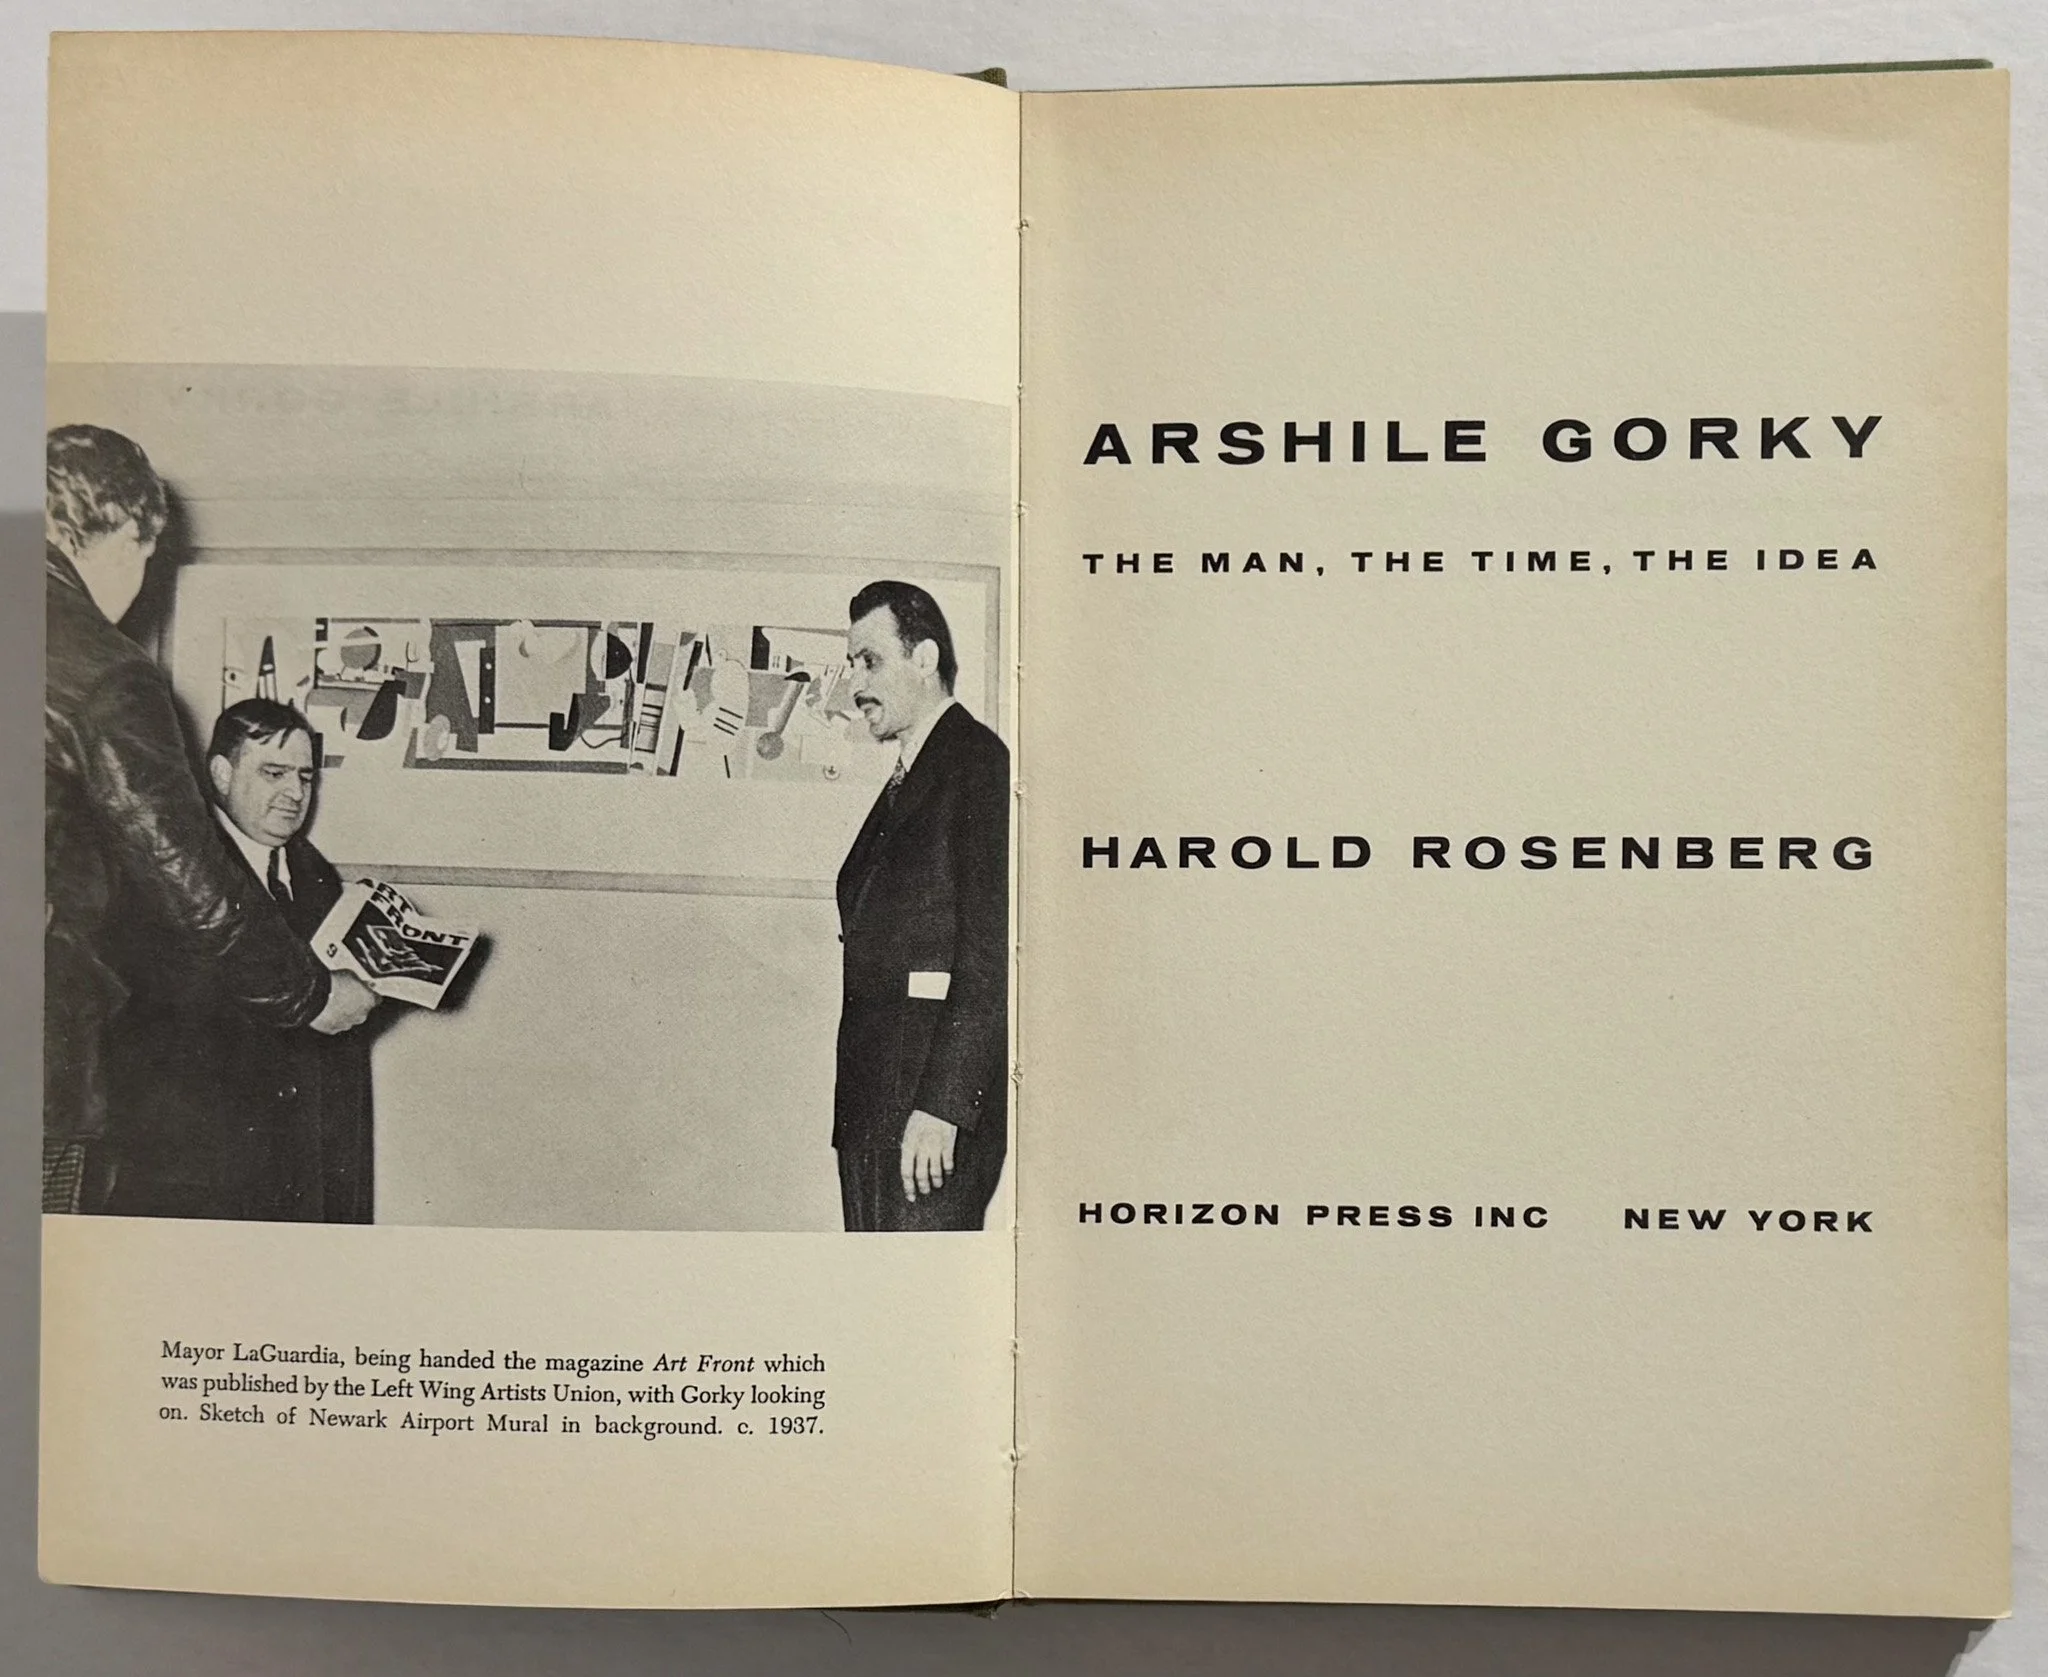 ART
FRONT
Mayor LaGuardia, being handed the magazine Art Front which
was published by the Left Wing Artists Union, with Gorky looking
on. Sketch of Newark Airport Mural in background. c. 1937.
ARSHILE GORKY
THE MAN, THE TIME, THE IDEA
HAROLD ROSENBERG
HORIZON PRESS INC NEW YORK